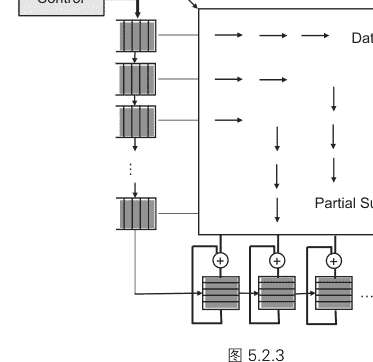 Control
Dat
Partial Su
图 5.2.3